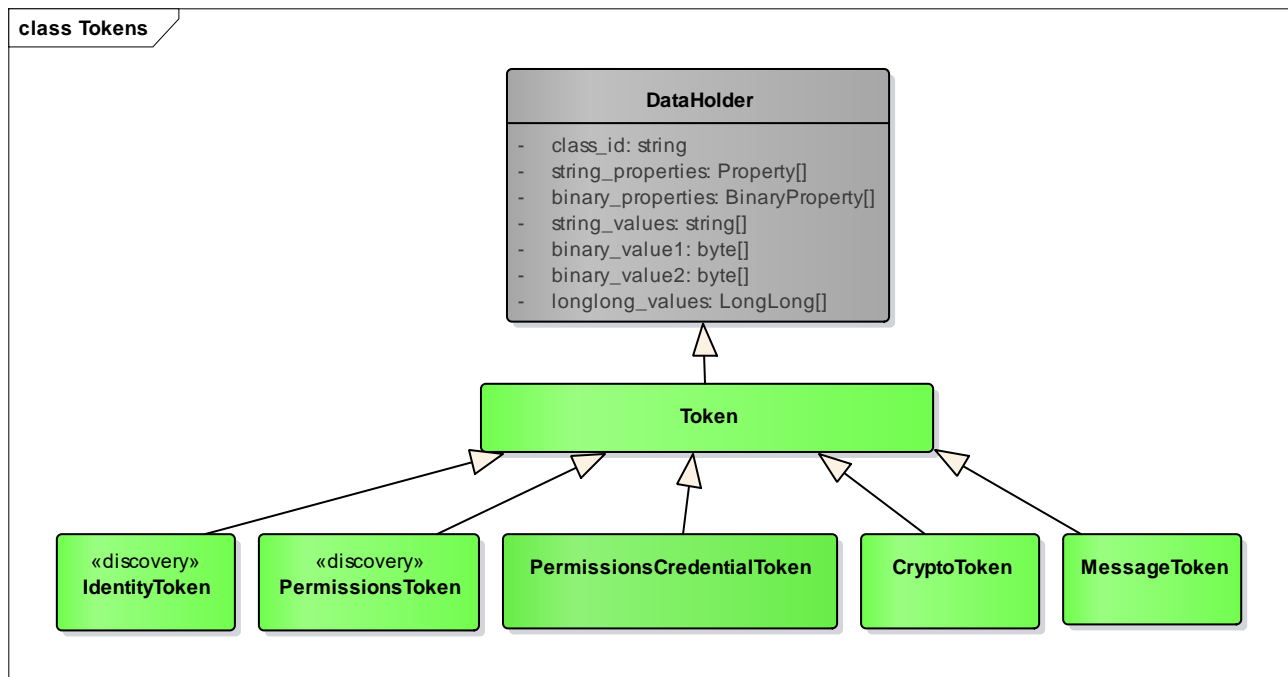 class Tokens
DataHolder
- class_id: string
- string_properties: Property[]
- binary_properties: BinaryProperty[]
- string_values: string[]
- binary_value1: byte[]
- binary_value2: byte[]
- longlong_values: LongLong[]
Token
«discovery»
IdentityToken
«discovery»
PermissionsToken
PermissionsCredentialToken
CryptoToken
MessageToken